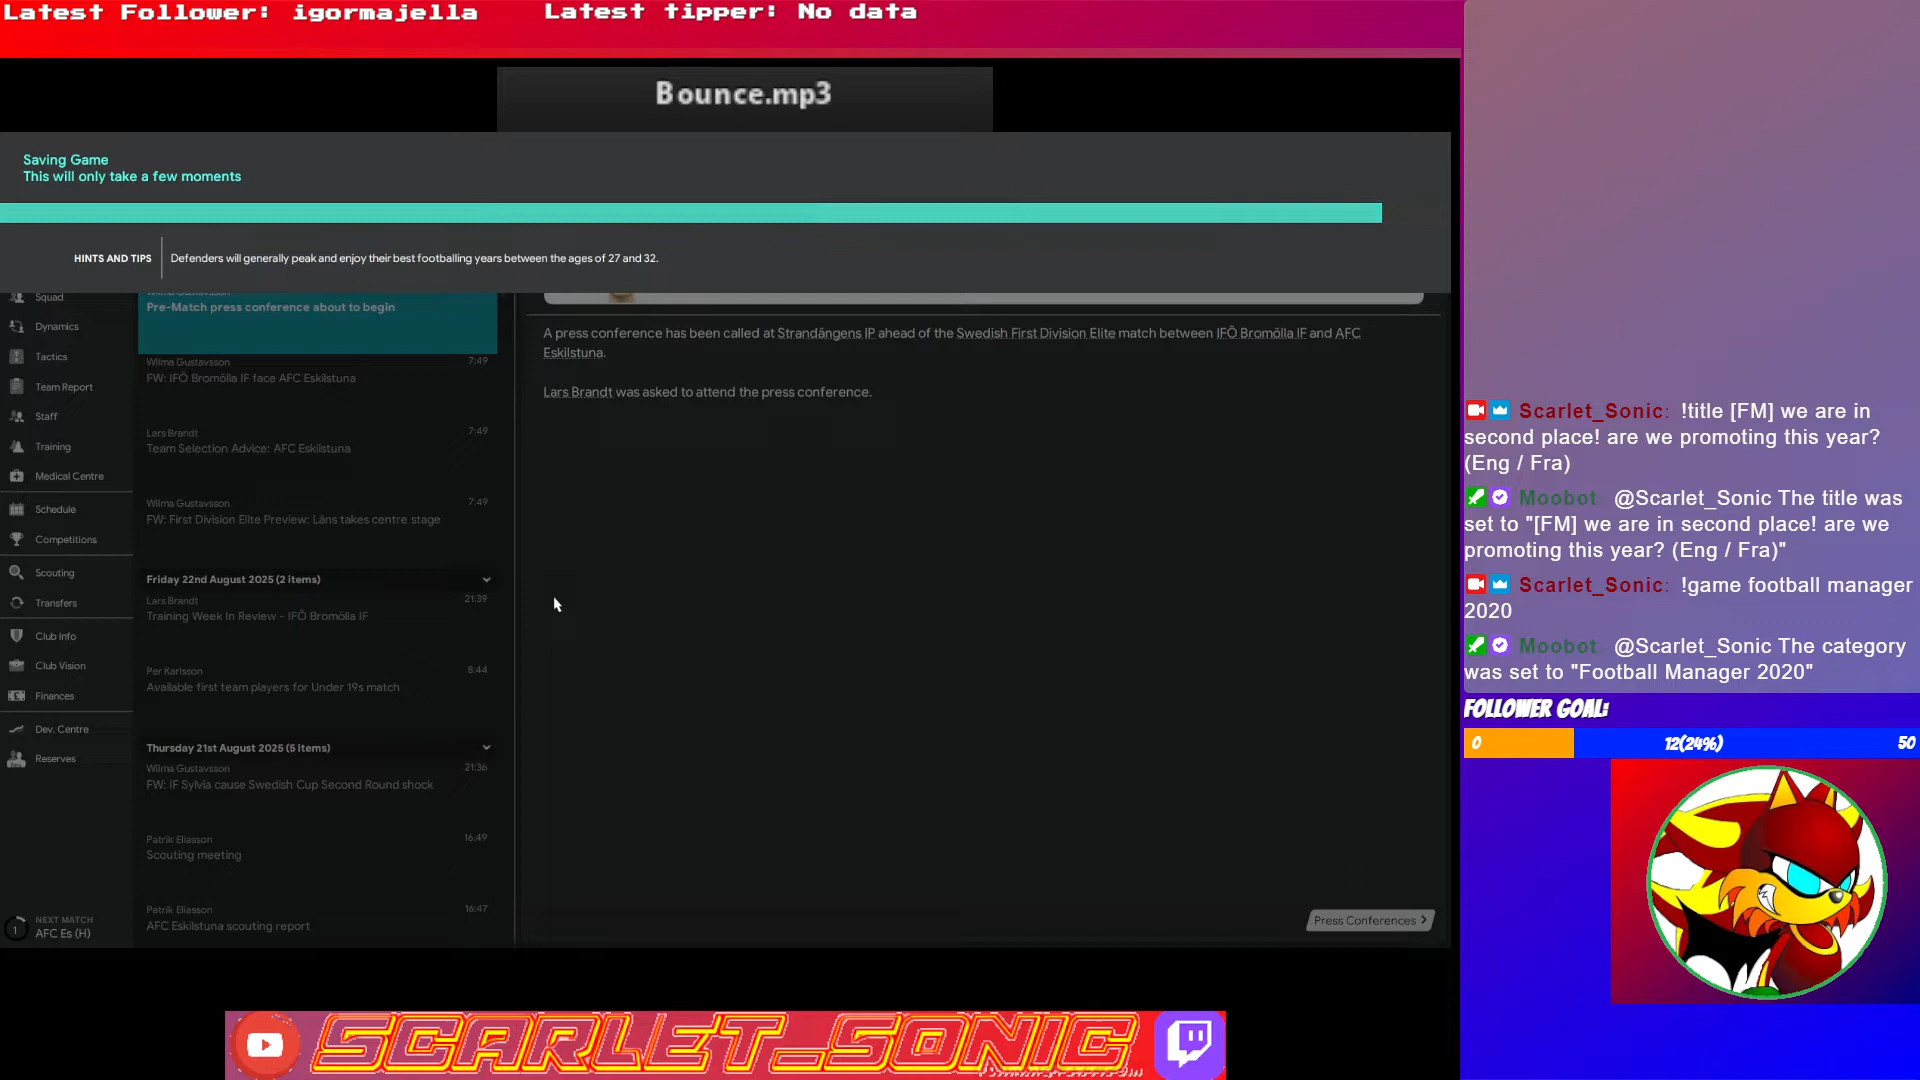 Latest Follower: igormajella
Latest tipper: No data
Bounce.mp3
Saving Game
This will only take a few moments
HINTS AND TIPS
Defenders will generally peak and enjoy their best footballing years between the ages of 27 and 32.
Squad
Dynamics
Tactics
Team Report
Staff
Training
Medical Centre
Schedule
Competitions
Scouting
Transfers
Club Info
Club Vision
Finances
Dev. Centre
Reserves
NEXT MATCH
1
AFC Es (H)
Pre-Match press conference about to begin
Wilma Gustavsson 7:49
FW: IFÖ Bromölla IF face AFC Eskilstuna
Lars Brandt 7:49
Team Selection Advice: AFC Eskilstuna
Wilma Gustavsson 7:49
FW: First Division Elite Preview: Läns takes centre stage
Friday 22nd August 2025 (2 items)
Lars Brandt 21:39
Training Week In Review - IFÖ Bromölla IF
Per Karlsson 8:44
Available first team players for Under 19s match
Thursday 21st August 2025 (5 items)
Wilma Gustavsson 21:36
FW: IF Sylvia cause Swedish Cup Second Round shock
Patrik Eliasson 16:49
Scouting meeting
Patrik Eliasson 16:47
AFC Eskilstuna scouting report
A press conference has been called at Strandängens IP ahead of the Swedish First Division Elite match between IFÖ Bromölla IF and AFC
Eskilstuna.
Lars Brandt was asked to attend the press conference.
Press Conferences
Scarlet_Sonic: !title [FM] we are in
second place! are we promoting this year?
(Eng / Fra)
Moobot: @Scarlet_Sonic The title was
set to "[FM] we are in second place! are we
promoting this year? (Eng / Fra)"
Scarlet_Sonic: !game football manager
2020
Moobot: @Scarlet_Sonic The category
was set to "Football Manager 2020"
FOLLOWER GOAL:
0 12(24%) 50
SCARLET_SONIC